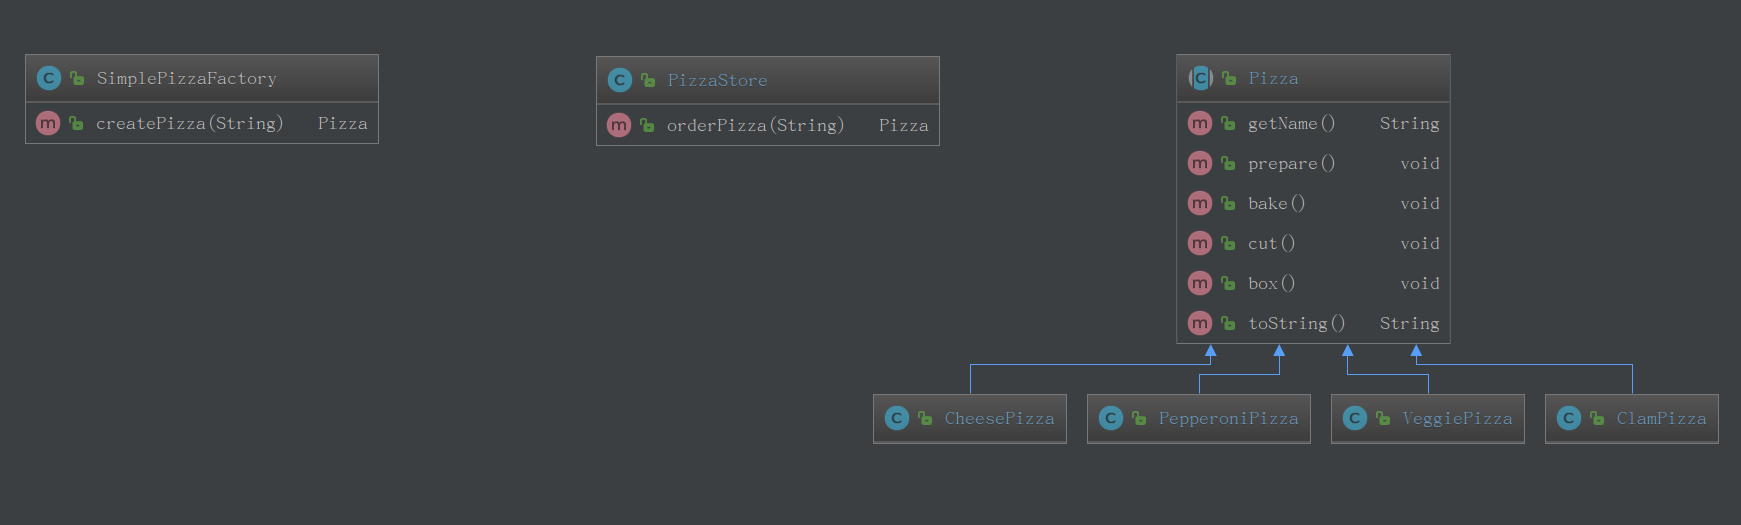 C SimplePizzaFactory
m createPizza(String) Pizza
C PizzaStore
m orderPizza(String) Pizza
C Pizza
m getName() String
m prepare() void
m bake() void
m cut() void
m box() void
m toString() String
C CheesePizza
C PepperoniPizza
C VeggiePizza
C ClamPizza